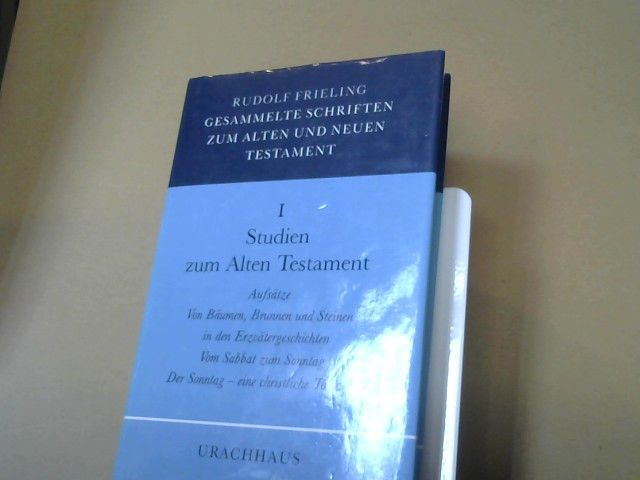 RUDOLF FRIELING
GESAMMELTE SCHRIFTEN
ZUM ALTEN UND NEUEN
TESTAMENT
I
Studien
zum Alten Testament
Aufsätze
Von Bäumen, Brunnen und Steinen
in den Erzvätergeschichten
Vom Sabbat zum Sonntag
Der Sonntag – eine christliche
URACHHAUS